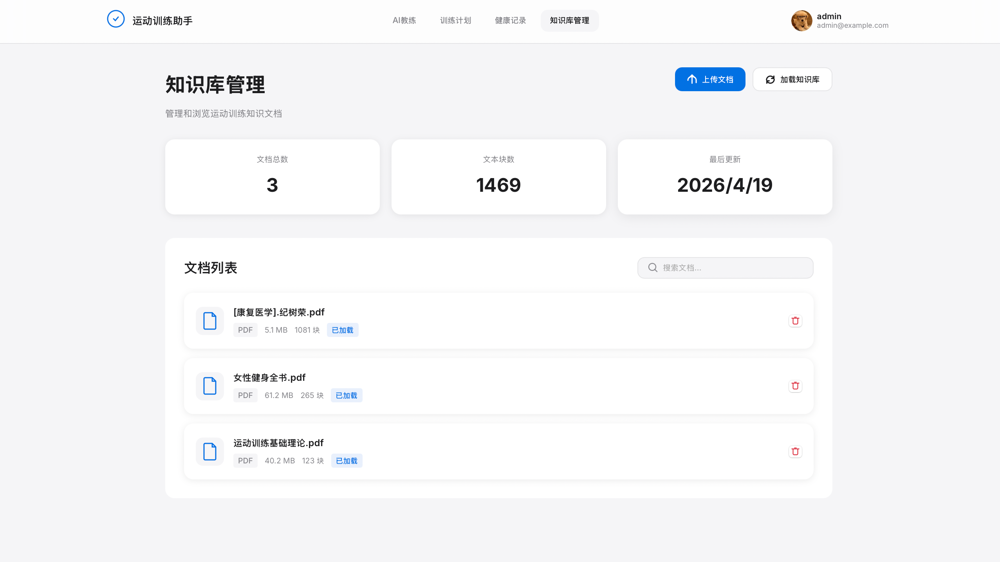 运动训练助手
AI教练 训练计划 健康记录 知识库管理
admin
admin@example.com
知识库管理
上传文档 加载知识库
管理和浏览运动训练知识文档
文档总数 文本块数 最后更新
3 1469 2026/4/19
文档列表
搜索文档...
[康复医学].纪树荣.pdf
PDF 5.1 MB 1081 块 已加载
女性健身全书.pdf
PDF 61.2 MB 265 块 已加载
运动训练基础理论.pdf
PDF 40.2 MB 123 块 已加载